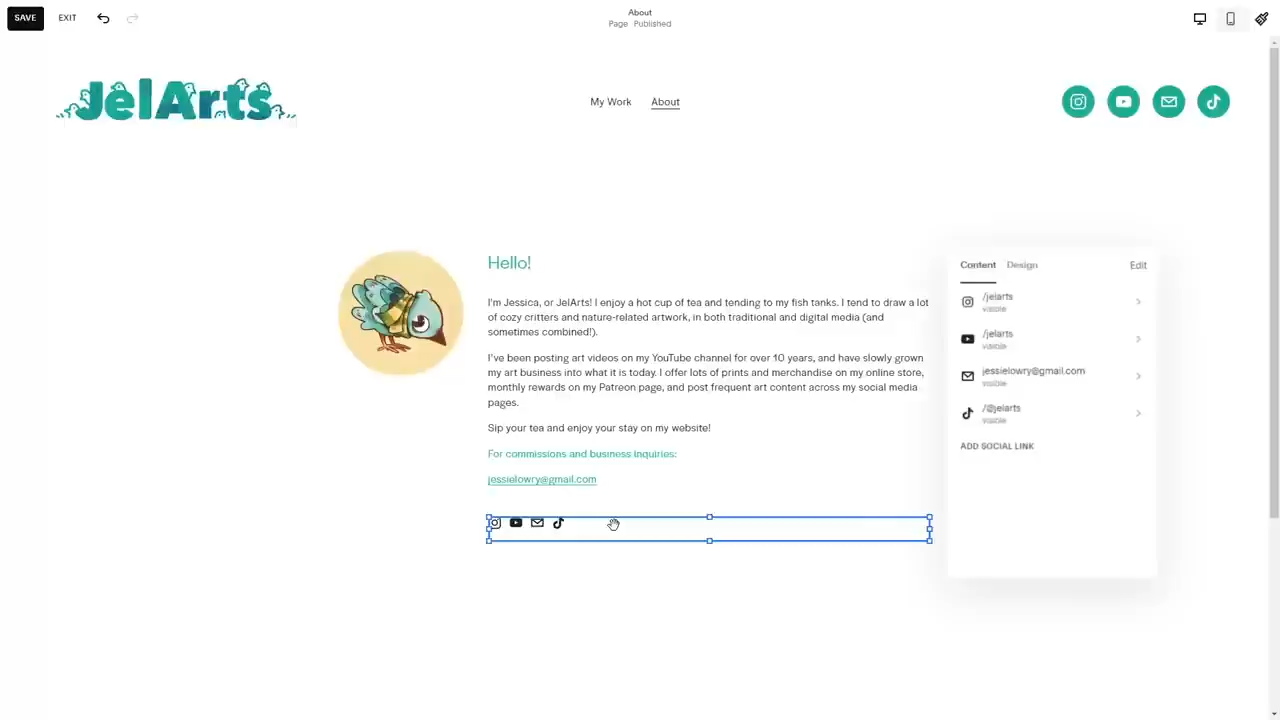 SAVE
EXIT
About
Page Published
JelArts
My Work
About
Hello!
I'm Jessica, or JelArts! I enjoy a hot cup of tea and tending to my fish tanks. I tend to draw a lot
of cozy critters and nature-related artwork, in both traditional and digital media (and
sometimes combined!).
I've been posting art videos on my YouTube channel for over 10 years, and have slowly grown
my art business into what it is today. I offer lots of prints and merchandise on my online store,
monthly rewards on my Patreon page, and post frequent art content across my social media
pages.
Sip your tea and enjoy your stay on my website!
For commissions and business inquiries:
jessielowry@gmail.com
Content
Design
Edit
/jelarts
visible
/jelarts
visible
jessielowry@gmail.com
visible
/@jelarts
visible
ADD SOCIAL LINK